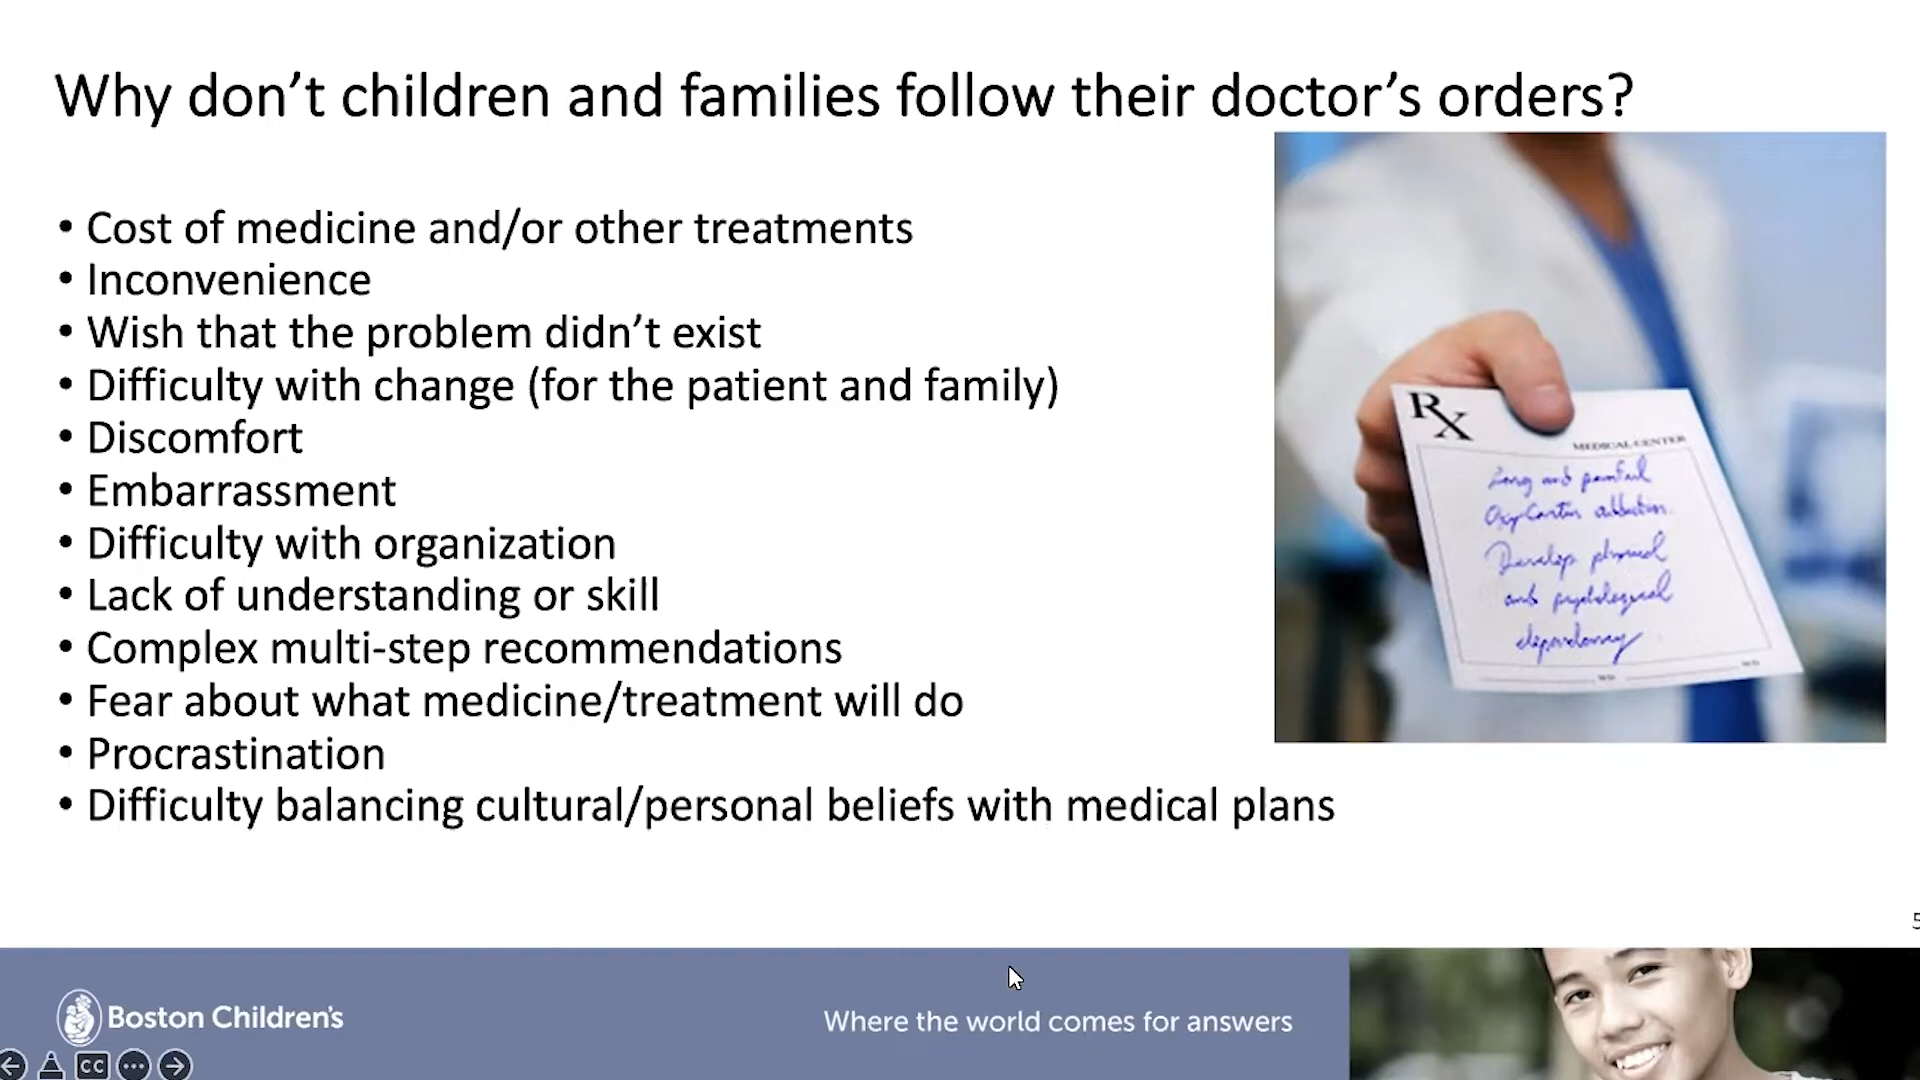 Why don’t children and families follow their doctor’s orders?
• Cost of medicine and/or other treatments
• Inconvenience
• Wish that the problem didn’t exist
• Difficulty with change (for the patient and family)
• Discomfort
• Embarrassment
• Difficulty with organization
• Lack of understanding or skill
• Complex multi-step recommendations
• Fear about what medicine/treatment will do
• Procrastination
• Difficulty balancing cultural/personal beliefs with medical plans
Rx
MEDICAL CENTER
Long and painful
OxyContin addiction.
Develop physical
and psychological
dependency
5
Boston Children's
Where the world comes for answers
CC